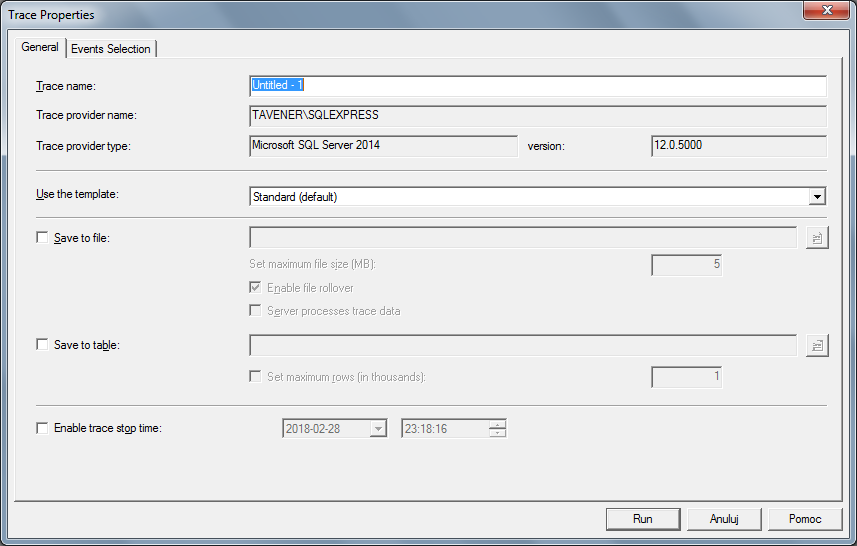 Trace Properties
General Events Selection
Trace name: Untitled - 1
Trace provider name: TAVENER\SQLEXPRESS
Trace provider type: Microsoft SQL Server 2014 version: 12.0.5000
Use the template: Standard (default)
Save to file:
Set maximum file size (MB): 5
Enable file rollover
Server processes trace data
Save to table:
Set maximum rows (in thousands): 1
Enable trace stop time: 2018-02-28 23:18:16
Run Anuluj Pomoc